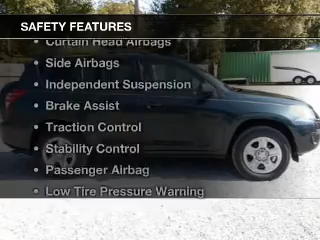 SAFETY FEATURES
• Curtain Head Airbags
• Side Airbags
• Independent Suspension
• Brake Assist
• Traction Control
• Stability Control
• Passenger Airbag
• Low Tire Pressure Warning